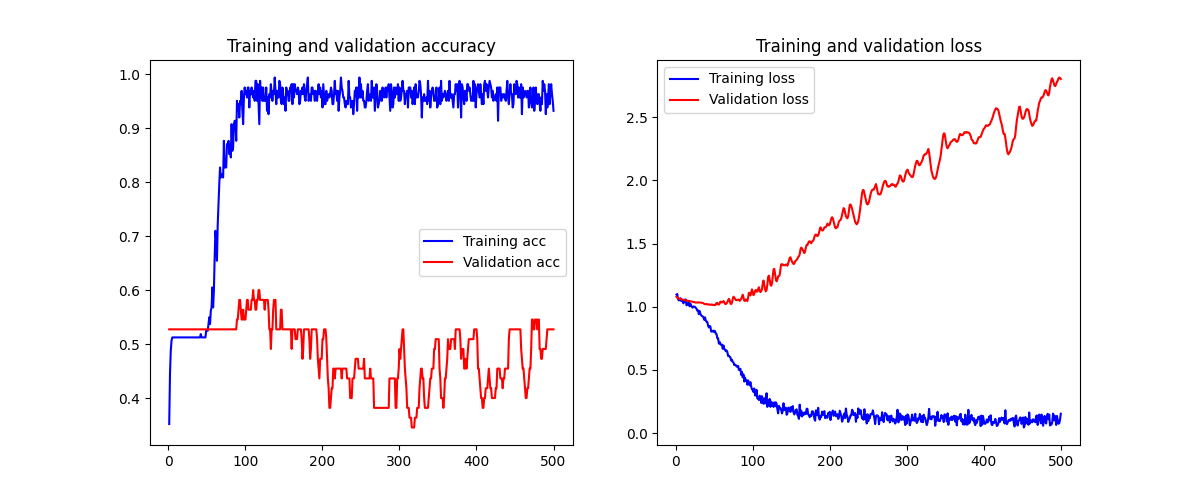 Training and validation accuracy
1.0
0.9
0.8
0.7
0.6
0.5
0.4
Training acc
Validation acc
0 100 200 300 400 500
Training and validation loss
Training loss
Validation loss
2.5
2.0
1.5
1.0
0.5
0.0
0 100 200 300 400 500